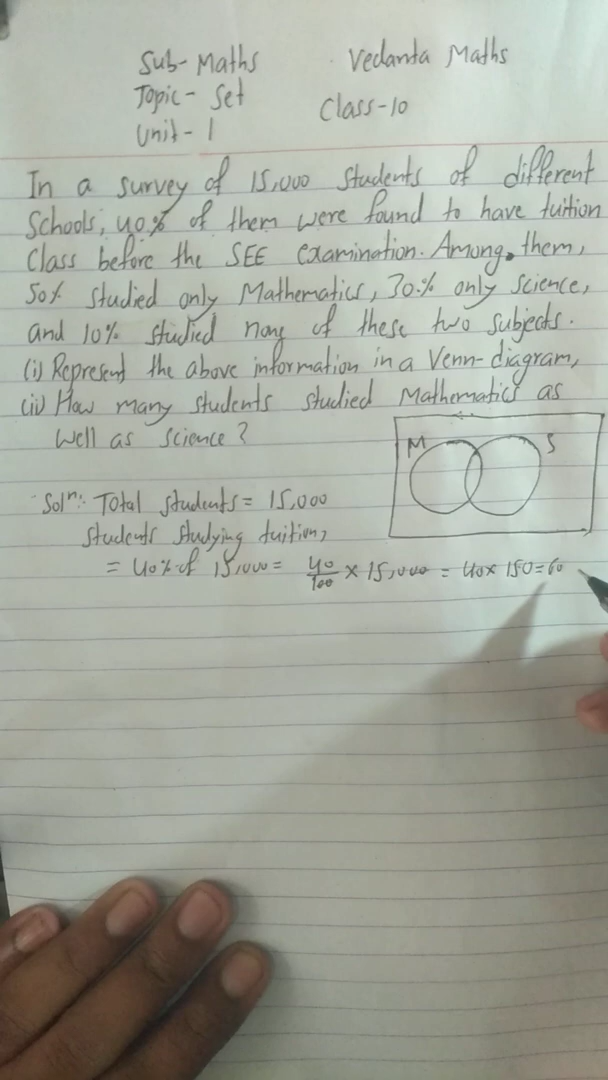 Sub- Maths Vedanta Maths
Topic- Set Class-10
Unit- 1
In a survey of 15,000 students of different
Schools, 40% of them were found to have tuition
Class before the SEE examination. Among them,
50% studied only Mathematics, 30% only science,
and 10% studied none of these two subjects.
(i) Represent the above information in a Venn-diagram,
(ii) How many students studied Mathematics as
well as science?
M S
Solⁿ: Total students = 15,000
Students studying tuition,
= 40% of 15,000 = 40/100 × 15,000 = 40× 150=60